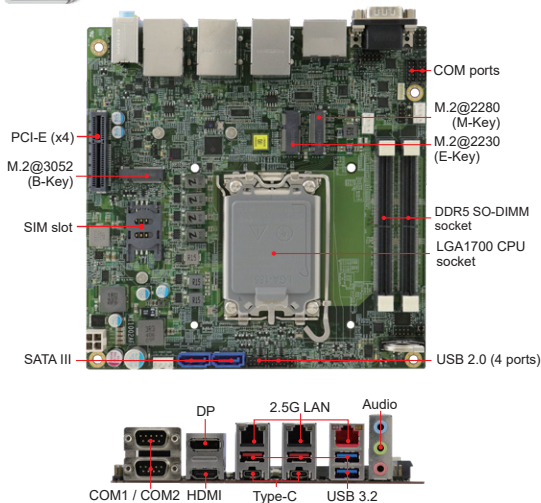 COM ports
M.2@2280
(M-Key)
PCI-E (x4)
M.2@2230
(E-Key)
M.2@3052
(B-Key)
DDR5 SO-DIMM
socket
SIM slot
LGA1700 CPU
socket
SATA III
USB 2.0 (4 ports)
DP
2.5G LAN
Audio
COM1 / COM2
HDMI
Type-C
USB 3.2